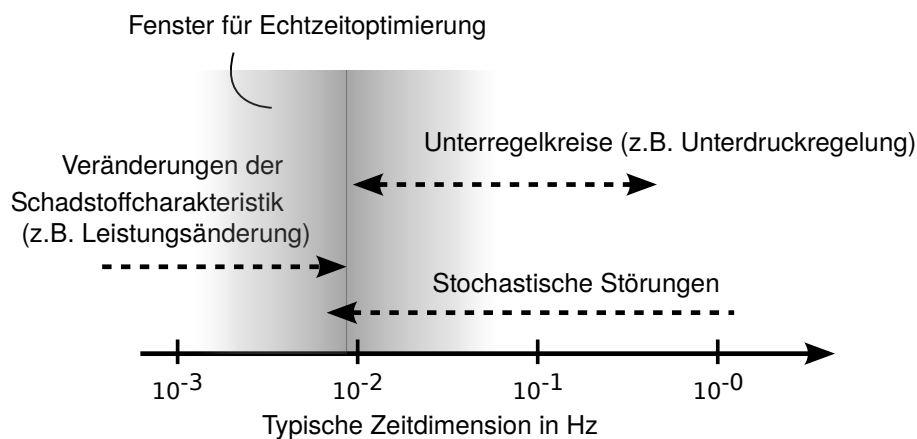 Fenster für Echtzeitoptimierung
Unterregelkreise (z.B. Unterdruckregelung)
Veränderungen der
Schadstoffcharakteristik
(z.B. Leistungsänderung)
Stochastische Störungen
10-3 10-2 10-1 10-0
Typische Zeitdimension in Hz